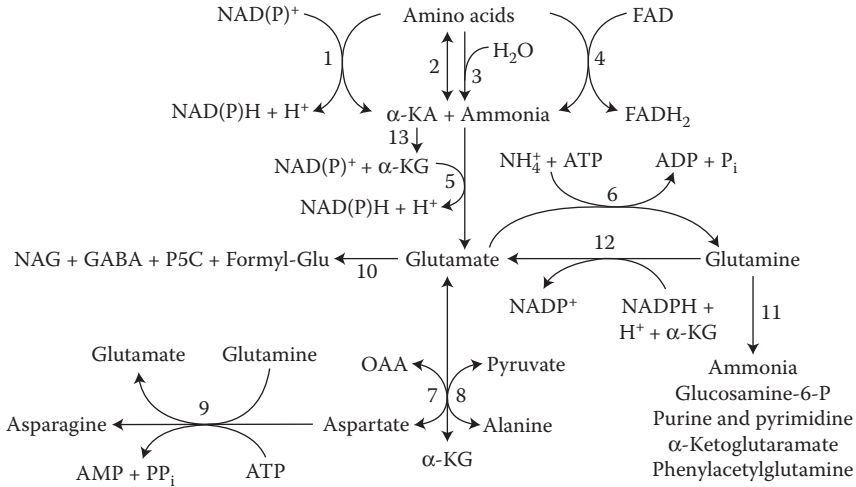 NAD(P)⁺
Amino acids
FAD
1
2
3
H₂O
4
NAD(P)H + H⁺
α-KA + Ammonia
FADH₂
13
NAD(P)⁺ + α-KG
5
NAD(P)H + H⁺
NH₄⁺ + ATP
ADP + Pᵢ
6
NAG + GABA + P5C + Formyl-Glu
10
Glutamate
12
Glutamine
NADP⁺
NADPH +
H⁺ + α-KG
11
Glutamate
Glutamine
OAA
Pyruvate
7
8
9
Asparagine
Aspartate
Alanine
AMP + PPᵢ
ATP
α-KG
Ammonia
Glucosamine-6-P
Purine and pyrimidine
α-Ketoglutaramate
Phenylacetylglutamine